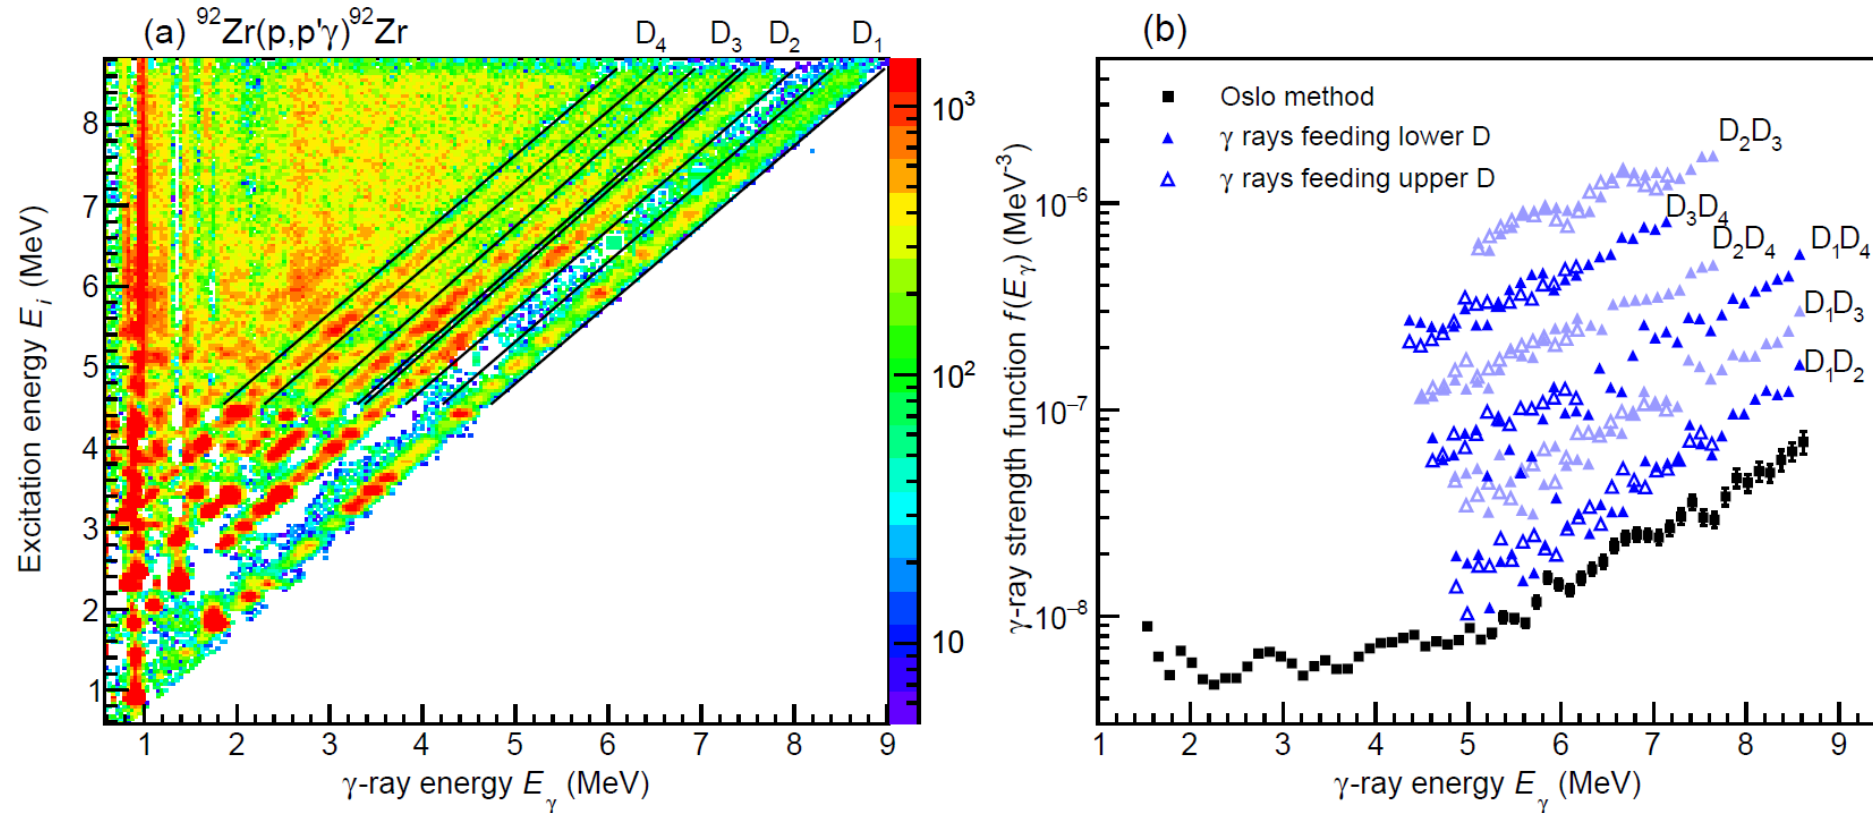 (a) ⁹²Zr(p,p'γ)⁹²Zr
D₄ D₃ D₂ D₁
Excitation energy Eᵢ (MeV)
8
7
6
5
4
3
2
1
1 2 3 4 5 6 7 8 9
γ-ray energy E_γ (MeV)
10³
10²
10
(b)
Oslo method
γ rays feeding lower D
γ rays feeding upper D
D₂D₃
D₃D₄
D₂D₄
D₁D₄
D₁D₃
D₁D₂
γ-ray strength function f(E_γ) (MeV⁻³)
10⁻⁶
10⁻⁷
10⁻⁸
1 2 3 4 5 6 7 8 9
γ-ray energy E_γ (MeV)